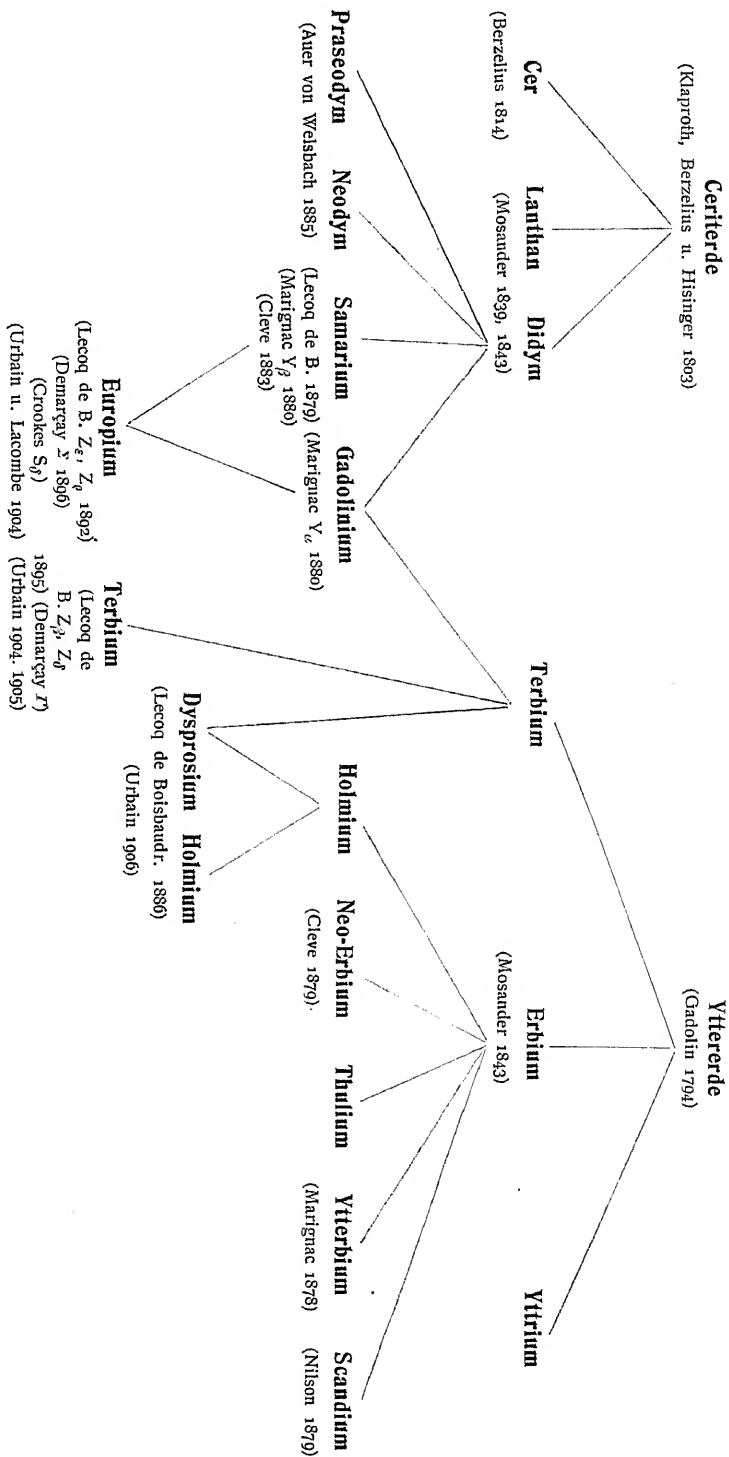 Ceriterde
(Klaproth, Berzelius u. Hisinger 1803)
Yttererde
(Gadolin 1794)
Cer
(Berzelius 1814)
Lanthan Didym
(Mosander 1839, 1843)
Terbium
Erbium
(Mosander 1843)
Yttrium
Praseodym Neodym
(Auer von Welsbach 1885)
Samarium
(Lecoq de B. 1879)
(Marignac Yβ 1880)
(Cleve 1883)
Gadolinium
(Marignac Yα 1880)
Holmium
Neo-Erbium
(Cleve 1879).
Thulium
Ytterbium
(Marignac 1878)
Scandium
(Nilson 1879)
Dysprosium Holmium
(Lecoq de Boisbaudr. 1886)
(Urbain 1906)
Europium
(Lecoq de B. Zε, Zρ 1892)
(Demarçay Σ 1896)
(Crookes Sδ)
(Urbain u. Lacombe 1904)
Terbium
(Lecoq de
B. Zβ, Zδ
1895) (Demarçay Γ)
(Urbain 1904. 1905)